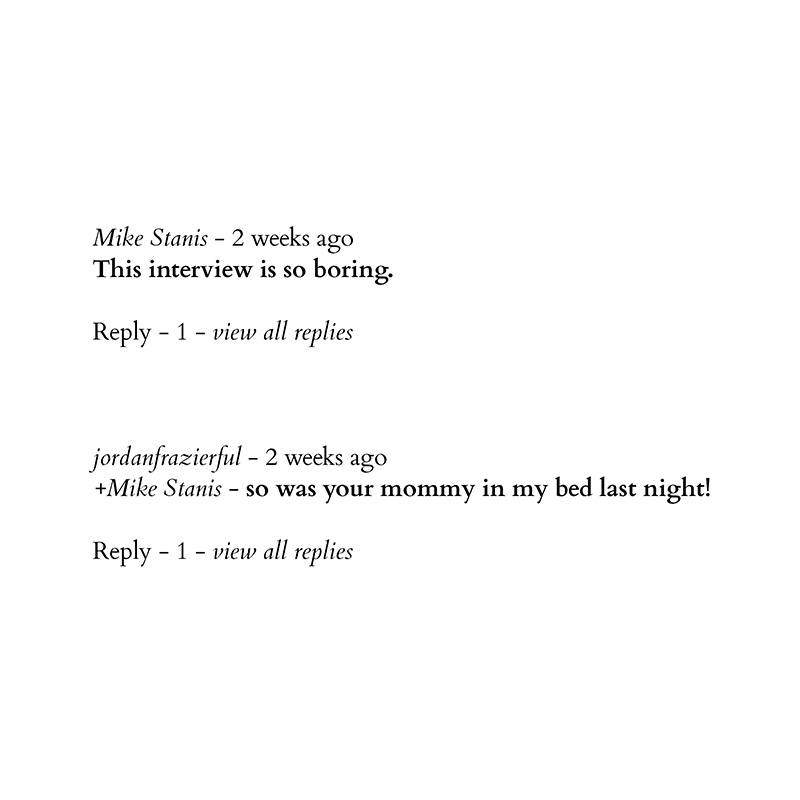 Mike Stanis – 2 weeks ago
This interview is so boring.
Reply – 1 – view all replies
jordanfrazierful – 2 weeks ago
+Mike Stanis – so was your mommy in my bed last night!
Reply – 1 – view all replies